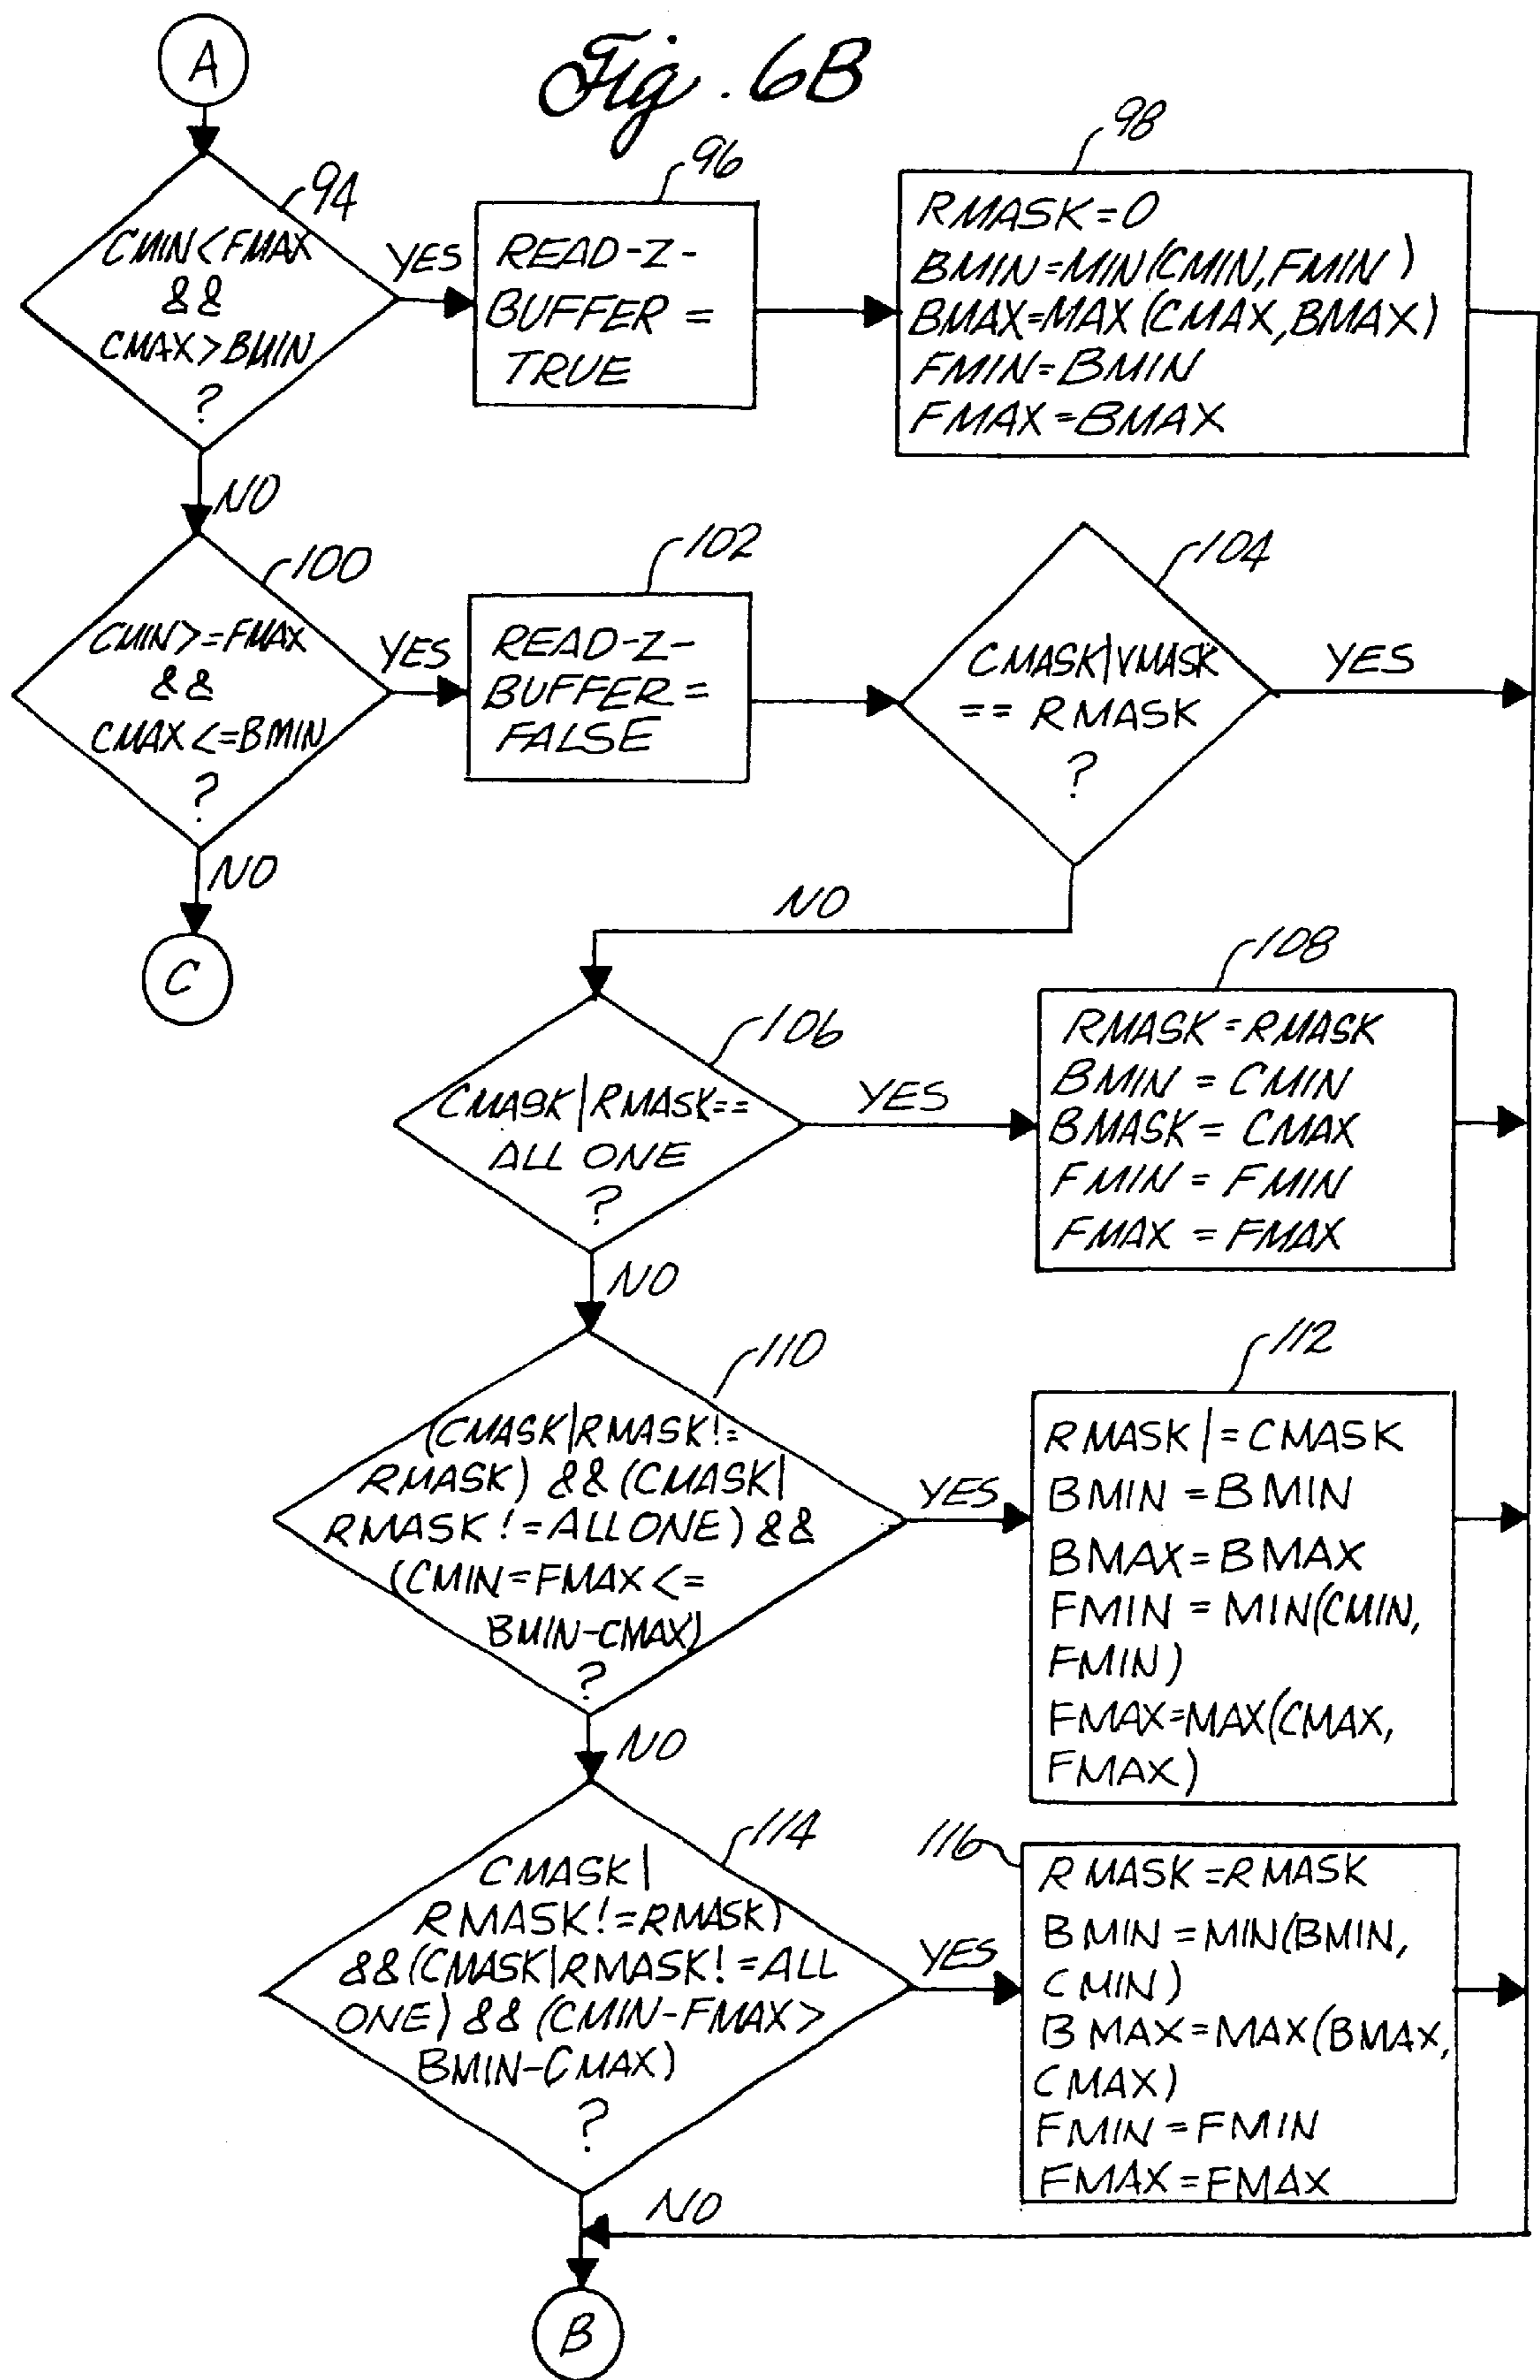 Fig. 6B
A
94
CMIN<FMAX
&&
CMAX>BMIN
?
YES
96
READ-Z-
BUFFER =
TRUE
98
RMASK=0
BMIN=MIN(CMIN,FMIN)
BMAX=MAX(CMAX,BMAX)
FMIN=BMIN
FMAX=BMAX
NO
100
CMIN>=FMAX
&&
CMAX<=BMIN
?
YES
102
READ-Z-
BUFFER =
FALSE
104
CMASK|VMASK
== RMASK
?
YES
NO
C
NO
106
CMASK|RMASK==
ALL ONE
?
YES
108
RMASK=RMASK
BMIN = CMIN
BMASK= CMAX
FMIN = FMIN
FMAX = FMAX
NO
110
(CMASK|RMASK!=
RMASK) && (CMASK|
RMASK!=ALL ONE) &&
(CMIN=FMAX<=
BMIN-CMAX)
?
YES
112
RMASK|=CMASK
BMIN=BMIN
BMAX=BMAX
FMIN = MIN(CMIN,
FMIN)
FMAX=MAX(CMAX,
FMAX)
NO
114
CMASK|
RMASK!=RMASK)
&&(CMASK|RMASK!=ALL
ONE) && (CMIN-FMAX>
BMIN-CMAX)
?
YES
116
RMASK=RMASK
BMIN=MIN(BMIN,
CMIN)
BMAX=MAX(BMAX,
CMAX)
FMIN=FMIN
FMAX=FMAX
NO
B